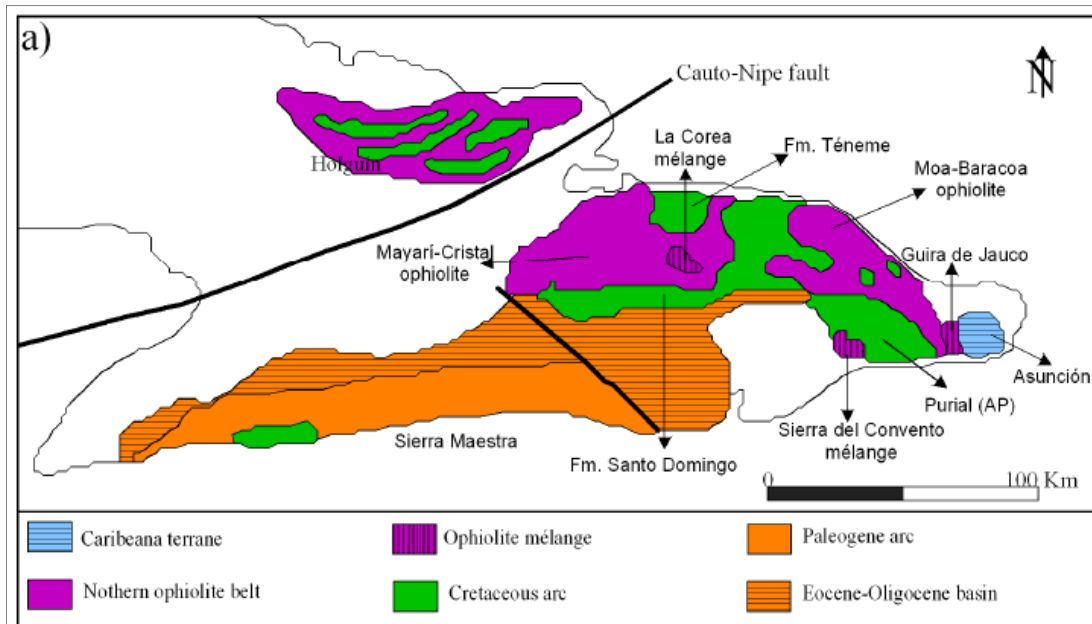 a)
N
Cauto-Nipe fault
La Corea
mélange
Fm. Téneme
Moa-Baracoa
ophiolite
Holguin
Guira de Jauco
Mayarí-Cristal
ophiolite
Asunción
Purial (AP)
Sierra del Convento
mélange
Sierra Maestra
Fm. Santo Domingo
0
100 Km
Caribeana terrane
Ophiolite mélange
Paleogene arc
Nothern ophiolite belt
Cretaceous arc
Eocene-Oligocene basin